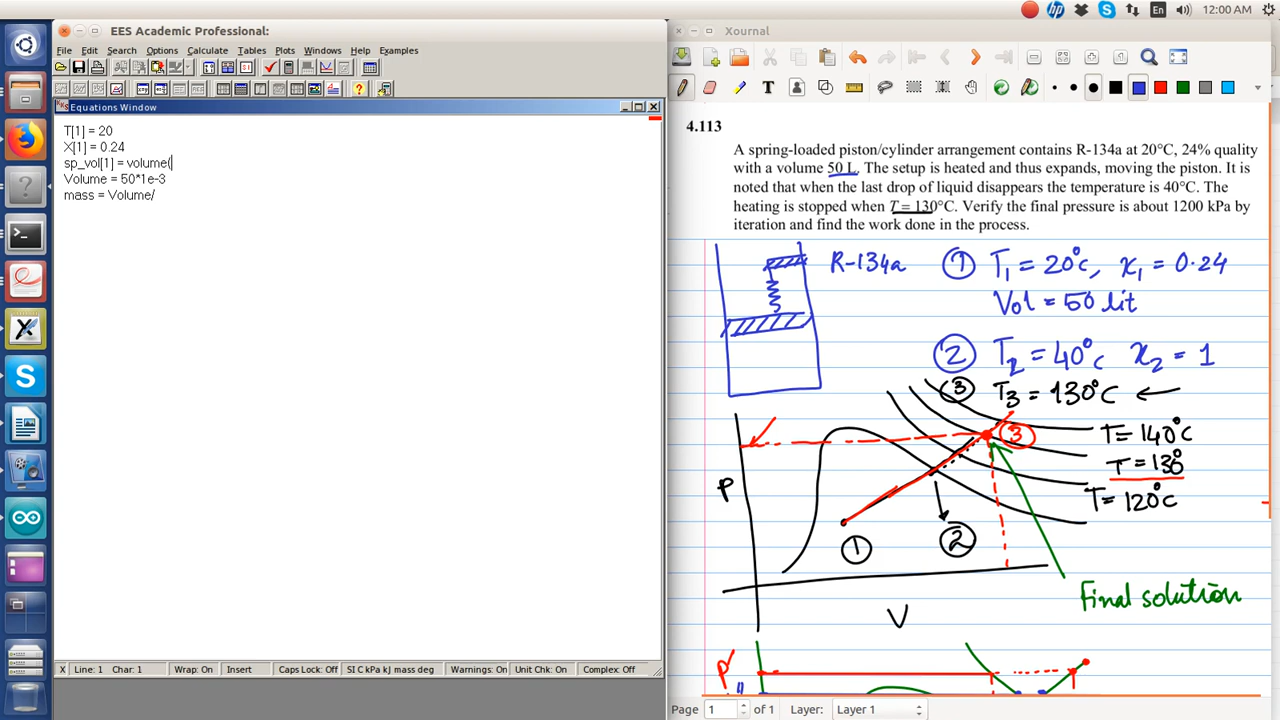 En 12:00 AM
EES Academic Professional:
File Edit Search Options Calculate Tables Plots Windows Help Examples
Equations Window
T[1] = 20
X[1] = 0.24
sp_vol[1] = volume(
Volume = 50*1e-3
mass = Volume/
X Line: 1 Char: 1 Wrap: On Insert Caps Lock: Off SI C kPa kJ mass deg Warnings: On Unit Chk: On Complex: Off
Xournal
4.113
A spring-loaded piston/cylinder arrangement contains R-134a at 20°C, 24% quality
with a volume 50 L. The setup is heated and thus expands, moving the piston. It is
noted that when the last drop of liquid disappears the temperature is 40°C. The
heating is stopped when T = 130°C. Verify the final pressure is about 1200 kPa by
iteration and find the work done in the process.
R-134a
① T₁ = 20°C, x₁ = 0.24
Vol = 50 lit
② T₂ = 40°C x₂ = 1
③ T₃ = 130°C ←
③
T = 140°C
T = 130°
T = 120°C
P
①
②
Final solution
V
P
Page 1 of 1 Layer: Layer 1